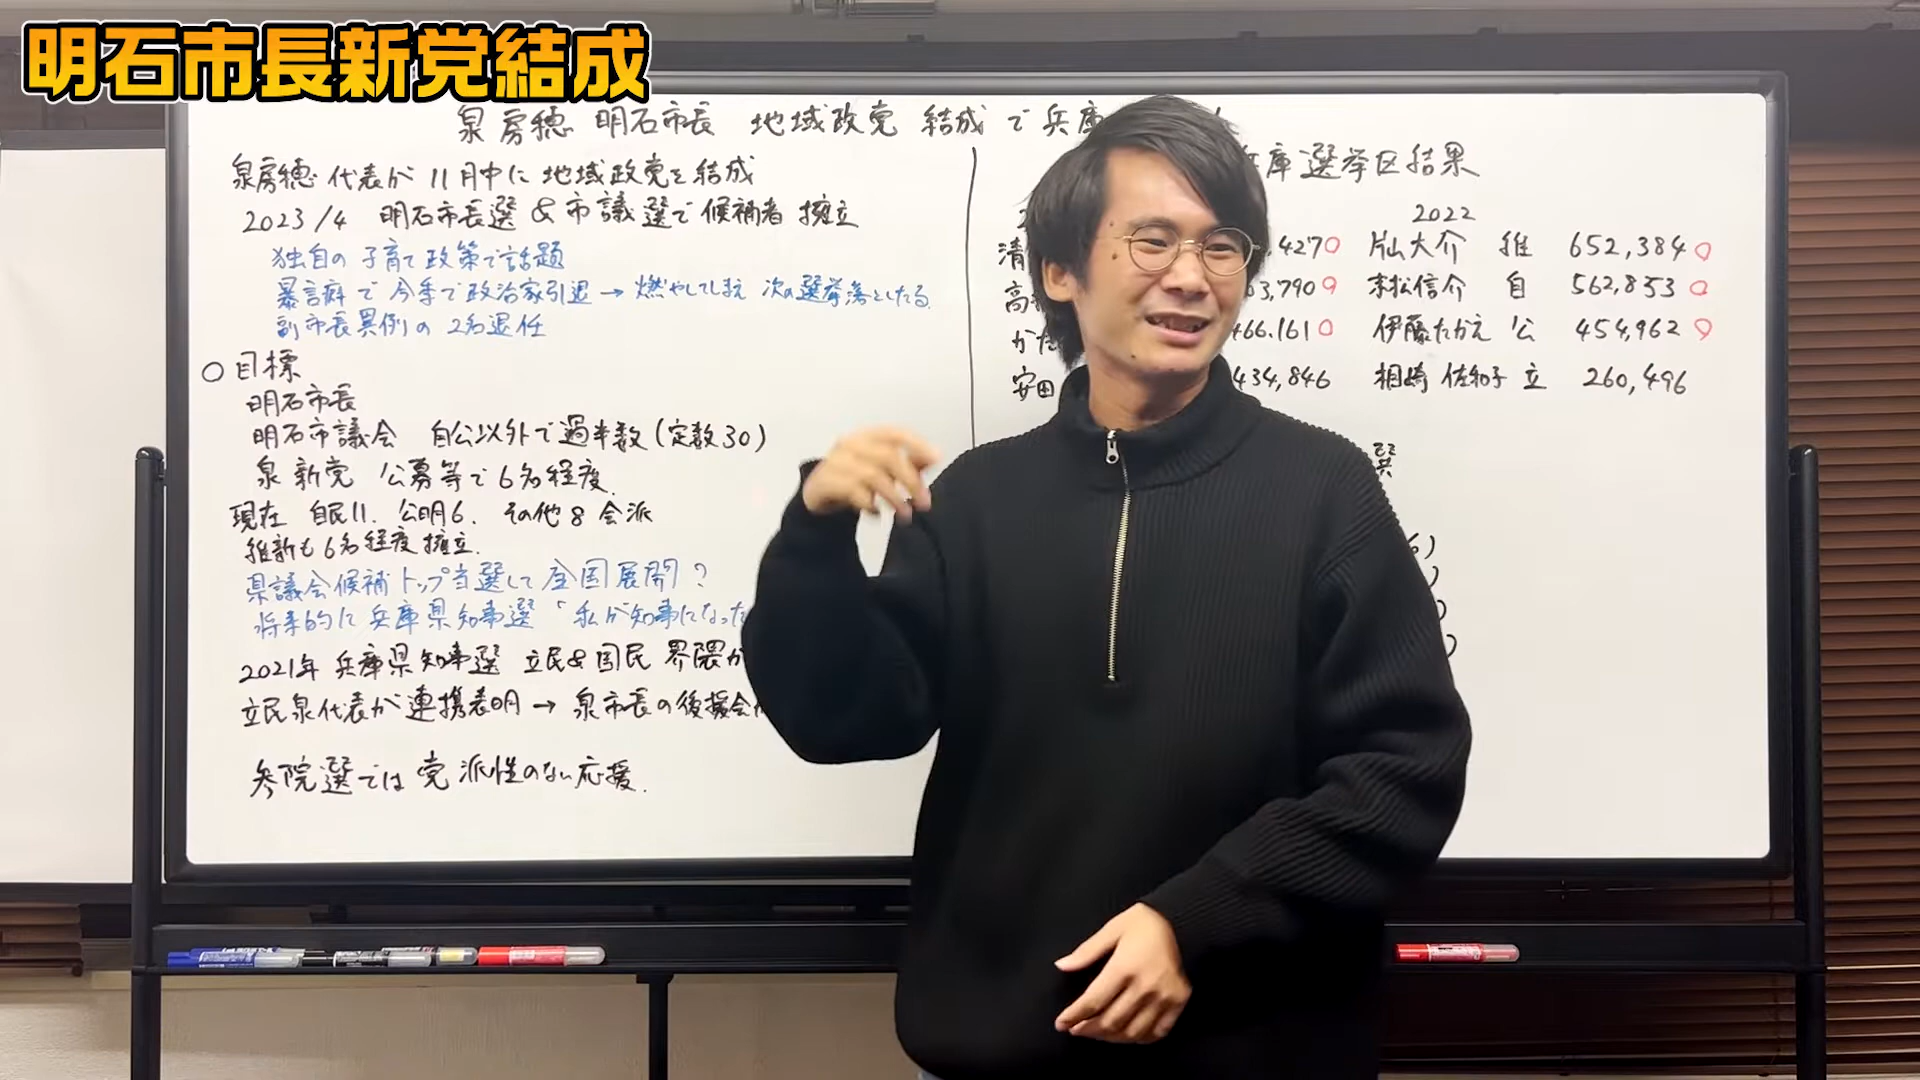 明石市長新党結成
泉房穂 明石市長 地域政党 結成で兵庫
泉房穂代表が11月中に地域政党を結成
2023/4 明石市長選&市議選で候補者擁立
独自の子育て政策で話題
暴言癖で今季で政治家引退→燃やしてしまえ 次の選挙落としたる
副市長異例の2名退任
○目標
明石市長
明石市議会 自公以外で過半数(定数30)
泉新党 公募等で6名程度.
現在 自民11. 公明6. その他8会派
維新も6名程度擁立.
県議会候補トップ当選して全国展開?
将来的に兵庫県知事選「私が知事になった
2021年兵庫県知事選 立民&国民 界隈が
立民泉代表が連携表明→泉市長の後援会
参院選では党派性のない応援.
兵庫選挙区結果
2022
清 427○
高 63,790○
かだ 466.161○
安田 434,846
片山大介 維 652,384○
末松信介 自 562,853○
伊藤たかえ 公 454,962○
相崎佐和子 立 260,496